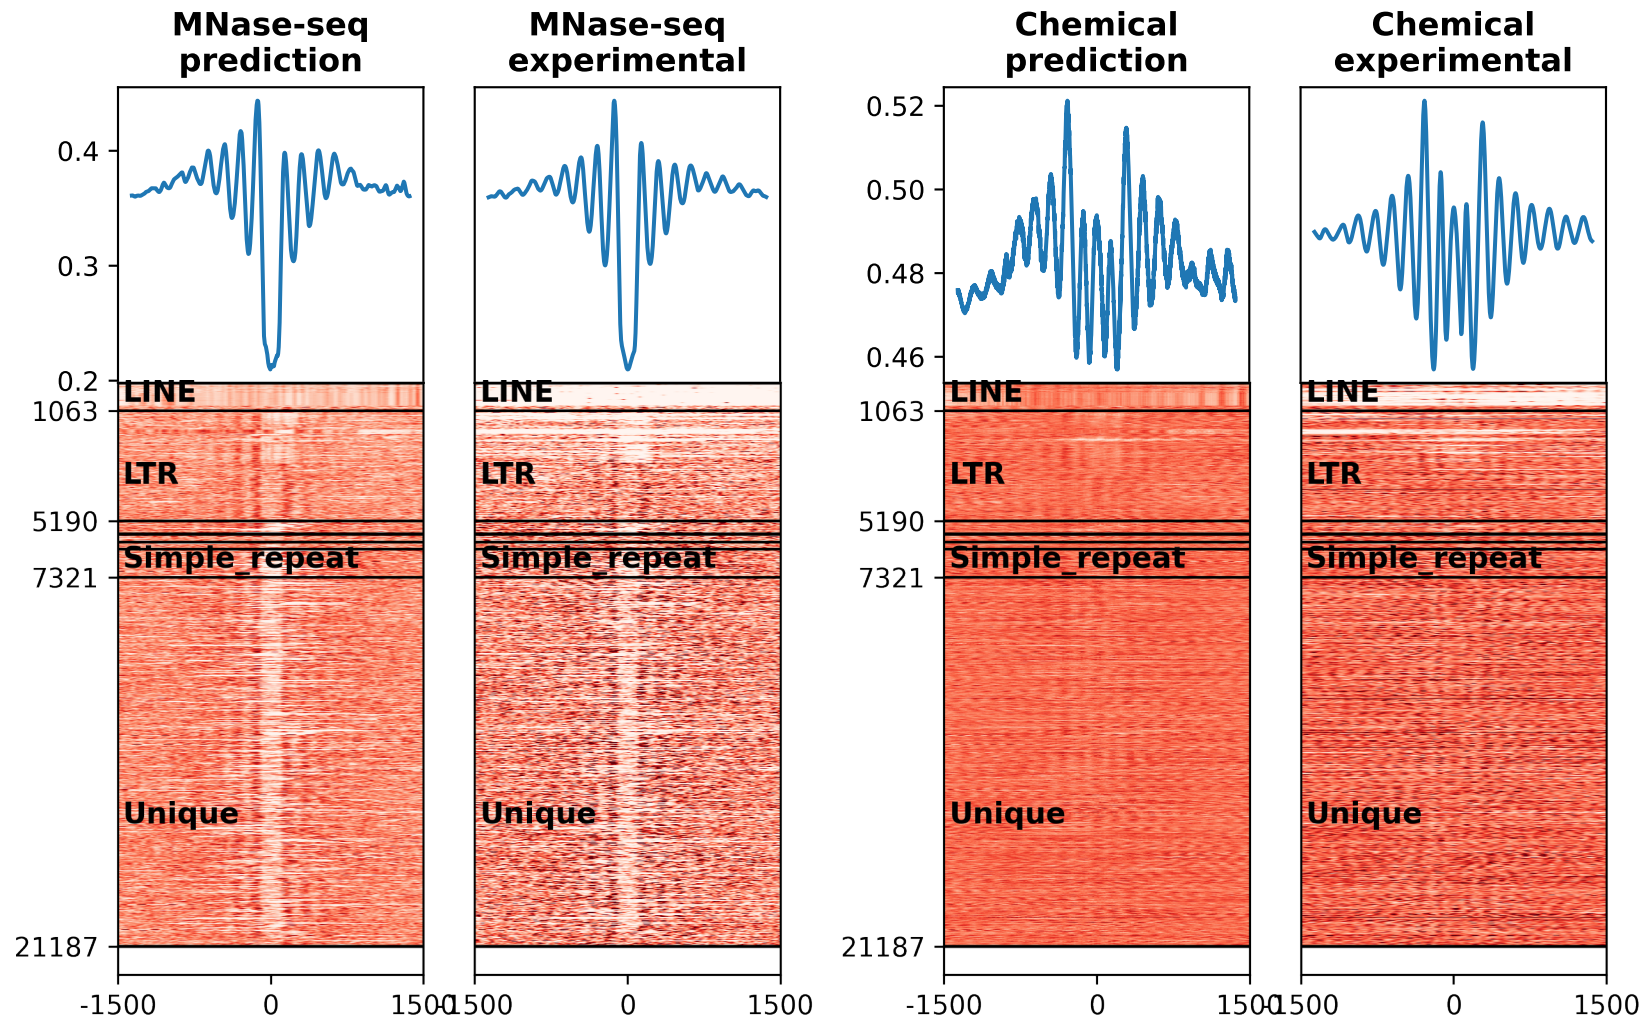 MNase-seq
prediction
MNase-seq
experimental
Chemical
prediction
Chemical
experimental
0.4
0.3
0.2
0.52
0.50
0.48
0.46
LINE
LINE
LINE
LINE
1063
1063
LTR
LTR
LTR
LTR
5190
5190
Simple_repeat
Simple_repeat
Simple_repeat
Simple_repeat
7321
7321
Unique
Unique
Unique
Unique
21187
21187
-1500 0 1500
-1500 0 1500
-1500 0 1500
-1500 0 1500